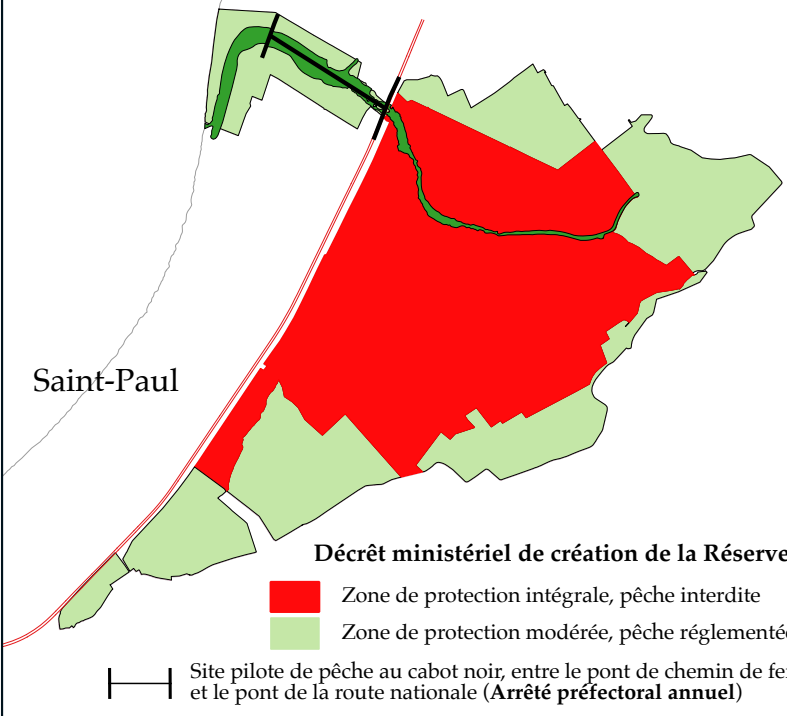 Saint-Paul
Décrêt ministériel de création de la Réserve
Zone de protection intégrale, pêche interdite
Zone de protection modérée, pêche réglementée
Site pilote de pêche au cabot noir, entre le pont de chemin de fer
et le pont de la route nationale (Arrêté préfectoral annuel)